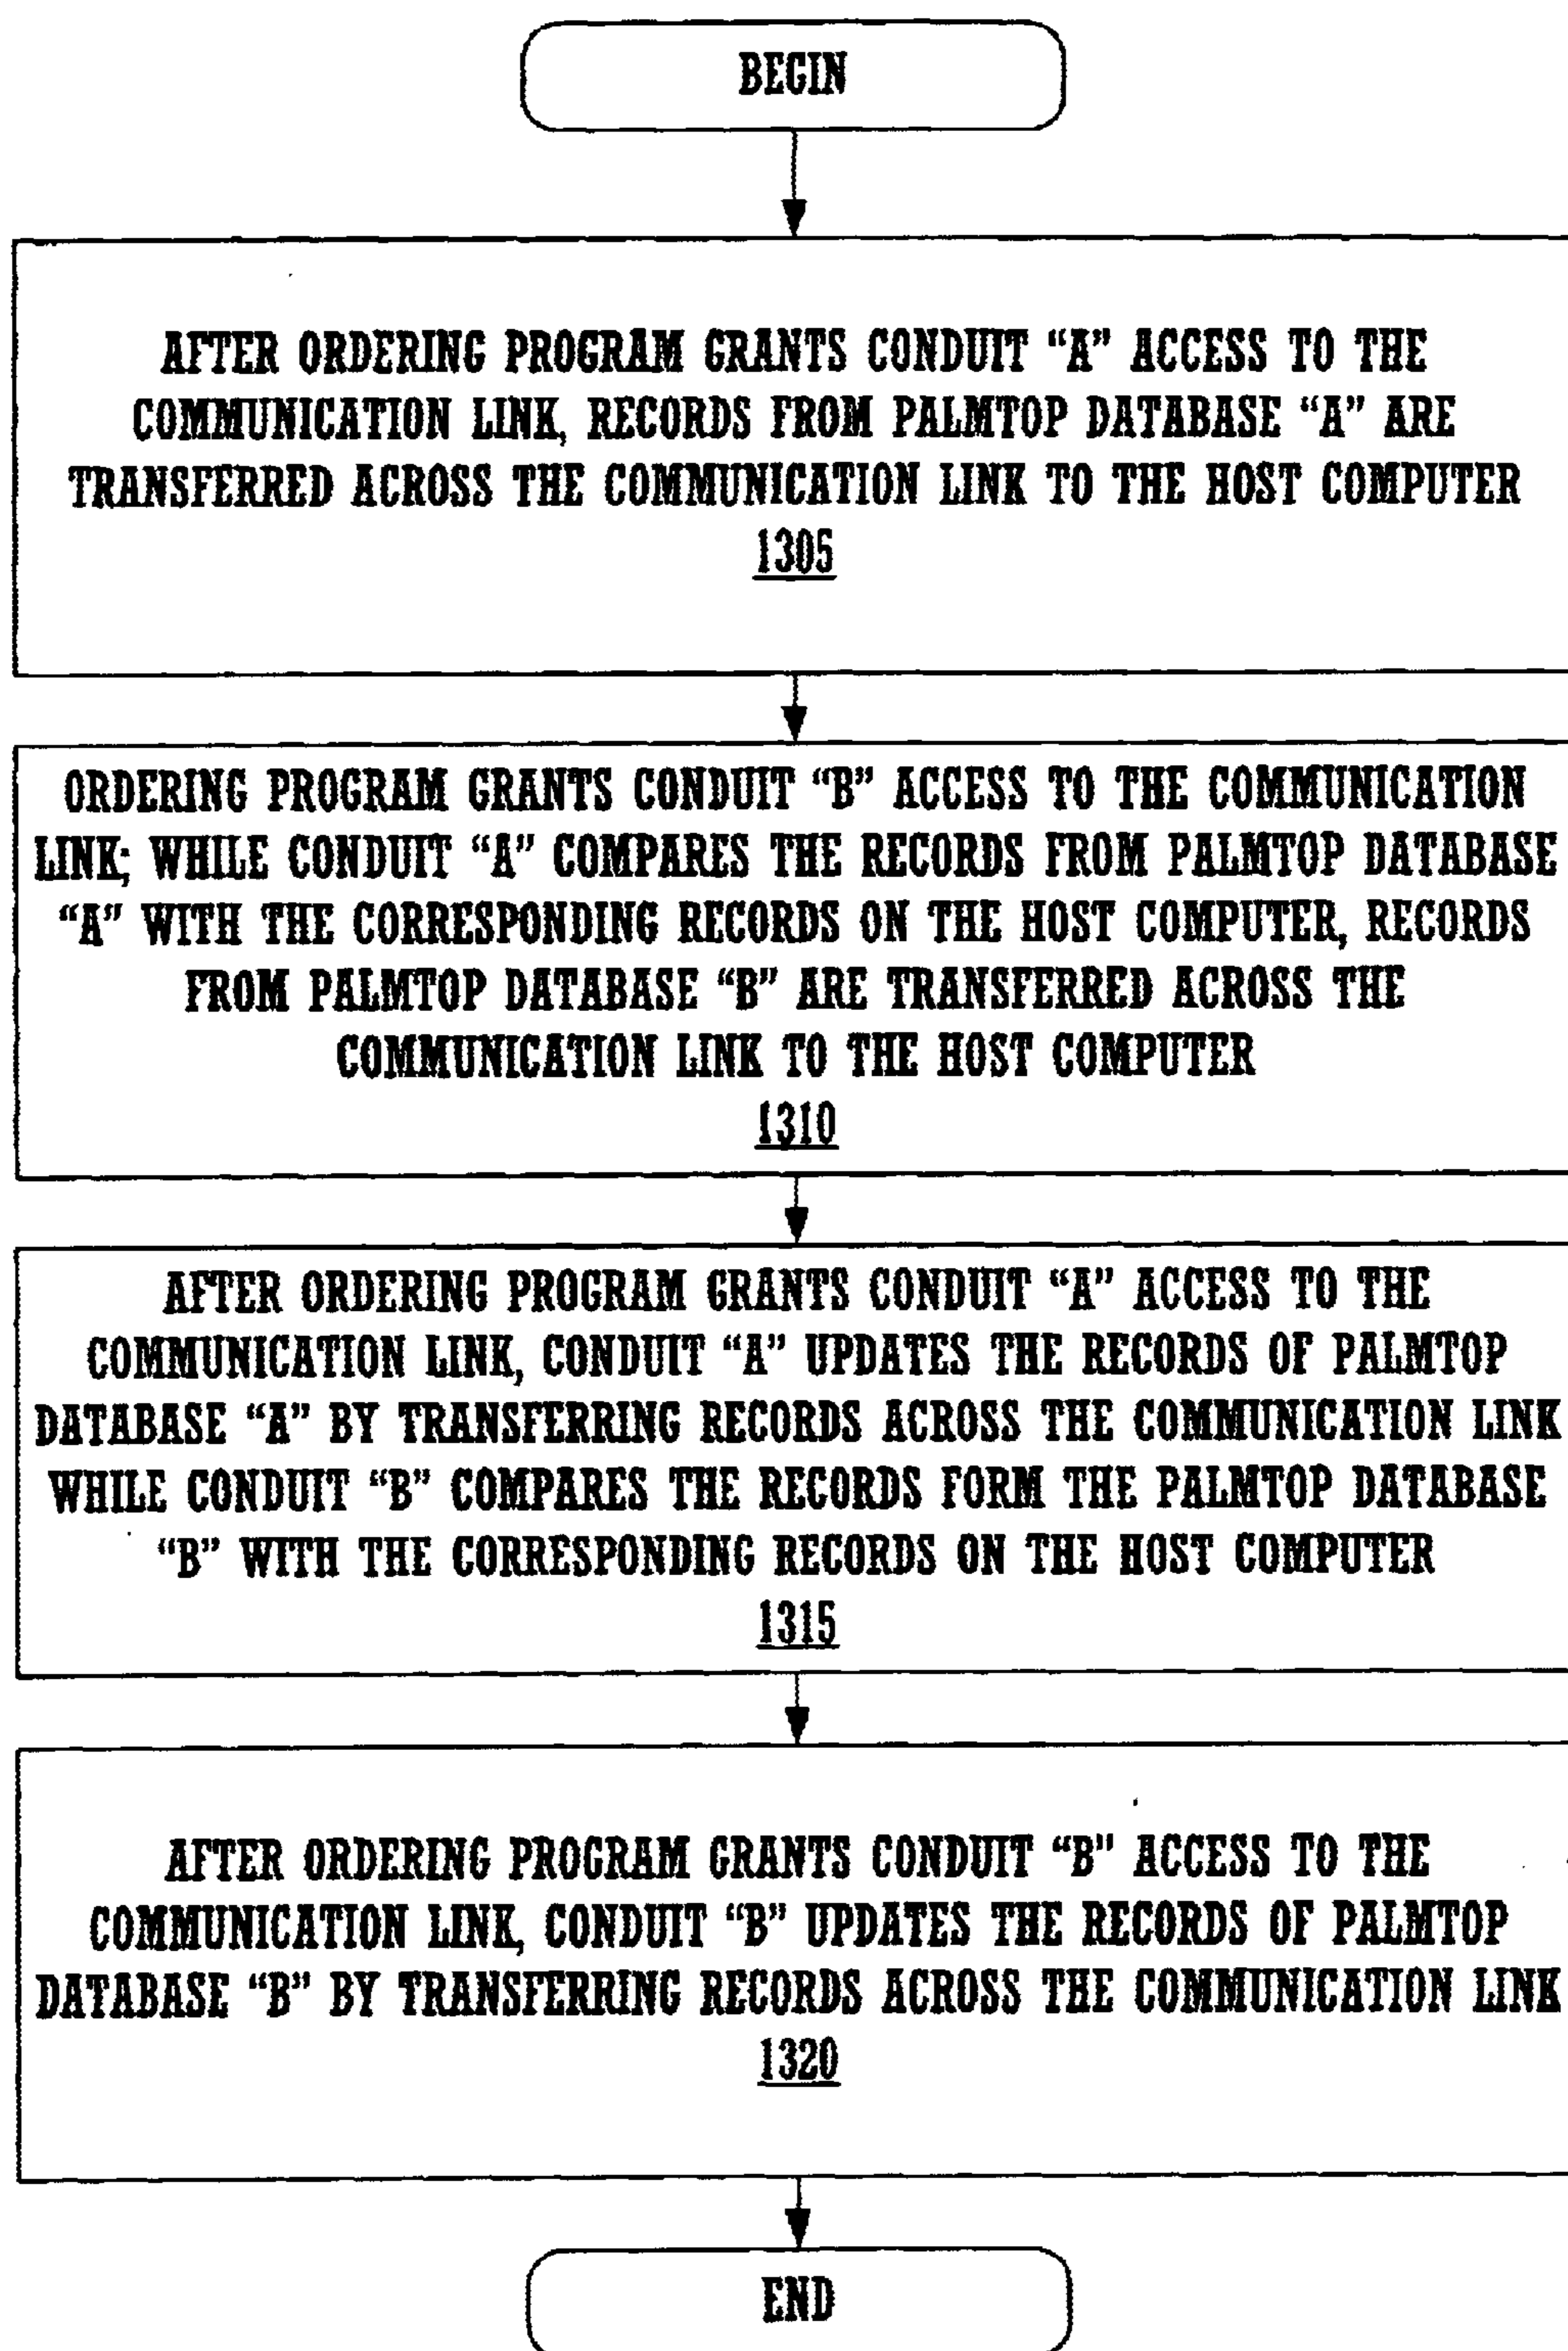 BEGIN
AFTER ORDERING PROGRAM GRANTS CONDUIT “A” ACCESS TO THE
COMMUNICATION LINK, RECORDS FROM PALMTOP DATABASE “A” ARE
TRANSFERRED ACROSS THE COMMUNICATION LINK TO THE HOST COMPUTER
1305
ORDERING PROGRAM GRANTS CONDUIT “B” ACCESS TO THE COMMUNICATION
LINK; WHILE CONDUIT “A” COMPARES THE RECORDS FROM PALMTOP DATABASE
“A” WITH THE CORRESPONDING RECORDS ON THE HOST COMPUTER, RECORDS
FROM PALMTOP DATABASE “B” ARE TRANSFERRED ACROSS THE
COMMUNICATION LINK TO THE HOST COMPUTER
1310
AFTER ORDERING PROGRAM GRANTS CONDUIT “A” ACCESS TO THE
COMMUNICATION LINK, CONDUIT “A” UPDATES THE RECORDS OF PALMTOP
DATABASE “A” BY TRANSFERRING RECORDS ACROSS THE COMMUNICATION LINK
WHILE CONDUIT “B” COMPARES THE RECORDS FORM THE PALMTOP DATABASE
“B” WITH THE CORRESPONDING RECORDS ON THE HOST COMPUTER
1315
AFTER ORDERING PROGRAM GRANTS CONDUIT “B” ACCESS TO THE
COMMUNICATION LINK, CONDUIT “B” UPDATES THE RECORDS OF PALMTOP
DATABASE “B” BY TRANSFERRING RECORDS ACROSS THE COMMUNICATION LINK
1320
END